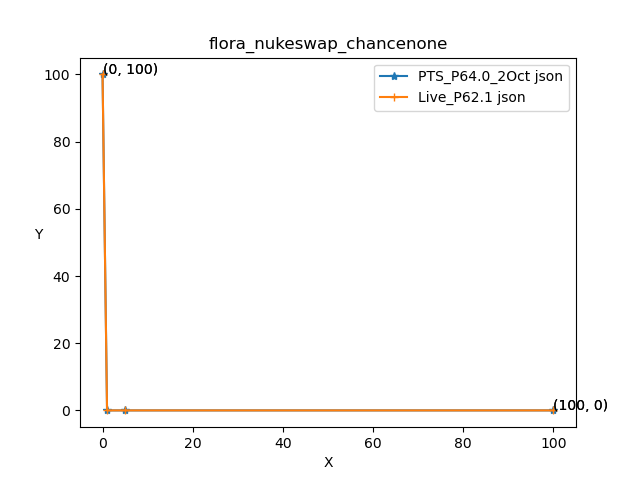 flora_nukeswap_chancenone
(0, 100)
PTS_P64.0_2Oct json
Live_P62.1 json
100
80
60
40
20
0
Y
(100, 0)
0 20 40 60 80 100
X